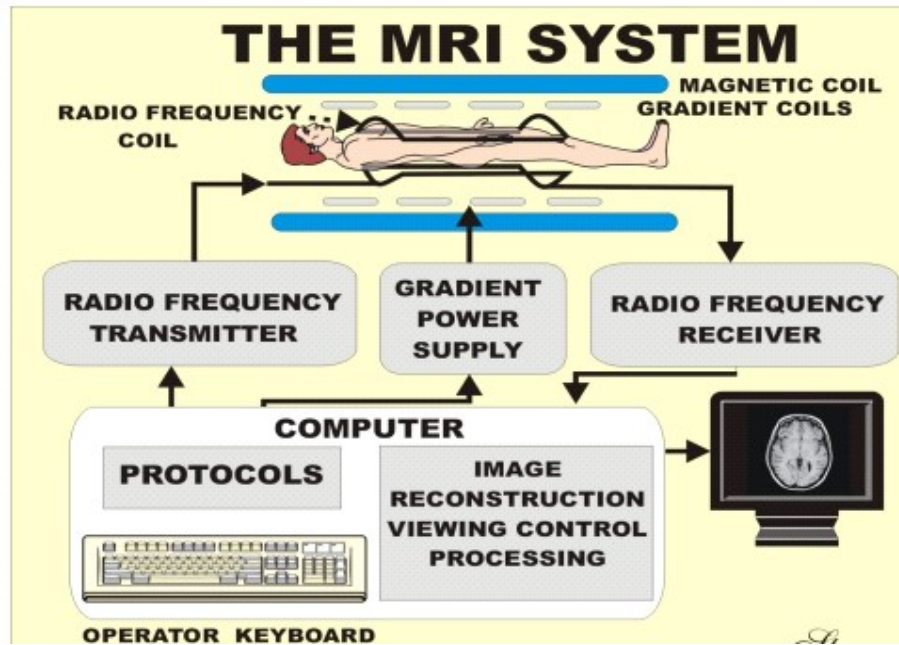 THE MRI SYSTEM
MAGNETIC COIL
RADIO FREQUENCY
COIL
GRADIENT COILS
RADIO FREQUENCY
TRANSMITTER
GRADIENT
POWER
SUPPLY
RADIO FREQUENCY
RECEIVER
COMPUTER
PROTOCOLS
IMAGE
RECONSTRUCTION
VIEWING CONTROL
PROCESSING
OPERATOR KEYBOARD